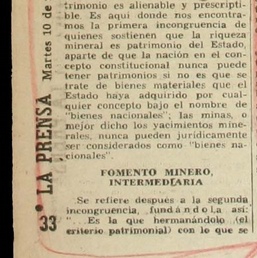 trimonio es alienable y prescripti-
ble. Es aquí donde nos encontra-
mos la primera incongruencia de
quienes sostienen que la riqueza
mineral es patrimonio del Estado,
aparte de que la nación en el con-
cepto constitucional nunca puede
tener patrimonios si no es que se
trate de bienes materiales que el
Estado haya adquirido por cual-
quier concepto bajo el nombre de
"bienes nacionales"; las minas, o
mejor dicho los yacimientos mine-
rales, nunca pueden jurídicamente
ser considerados como "bienes na-
cionales".
FOMENTO MINERO,
INTERMEDIARIA
Se refiere después a la segunda
incongruencia, fundándola así:
"...Es la que hermanándolo (el
criterio patrimonial) con lo que se
LA PRENSA
Martes 10 de
33